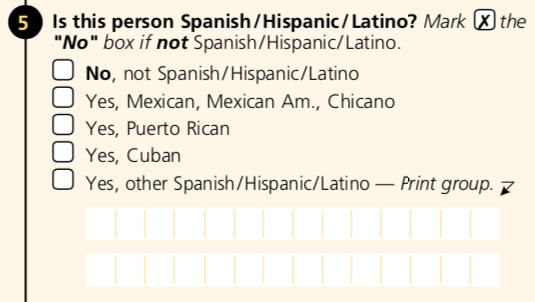 5 Is this person Spanish/Hispanic/Latino? Mark ☒ the
"No" box if not Spanish/Hispanic/Latino.
No, not Spanish/Hispanic/Latino
Yes, Mexican, Mexican Am., Chicano
Yes, Puerto Rican
Yes, Cuban
Yes, other Spanish/Hispanic/Latino — Print group.